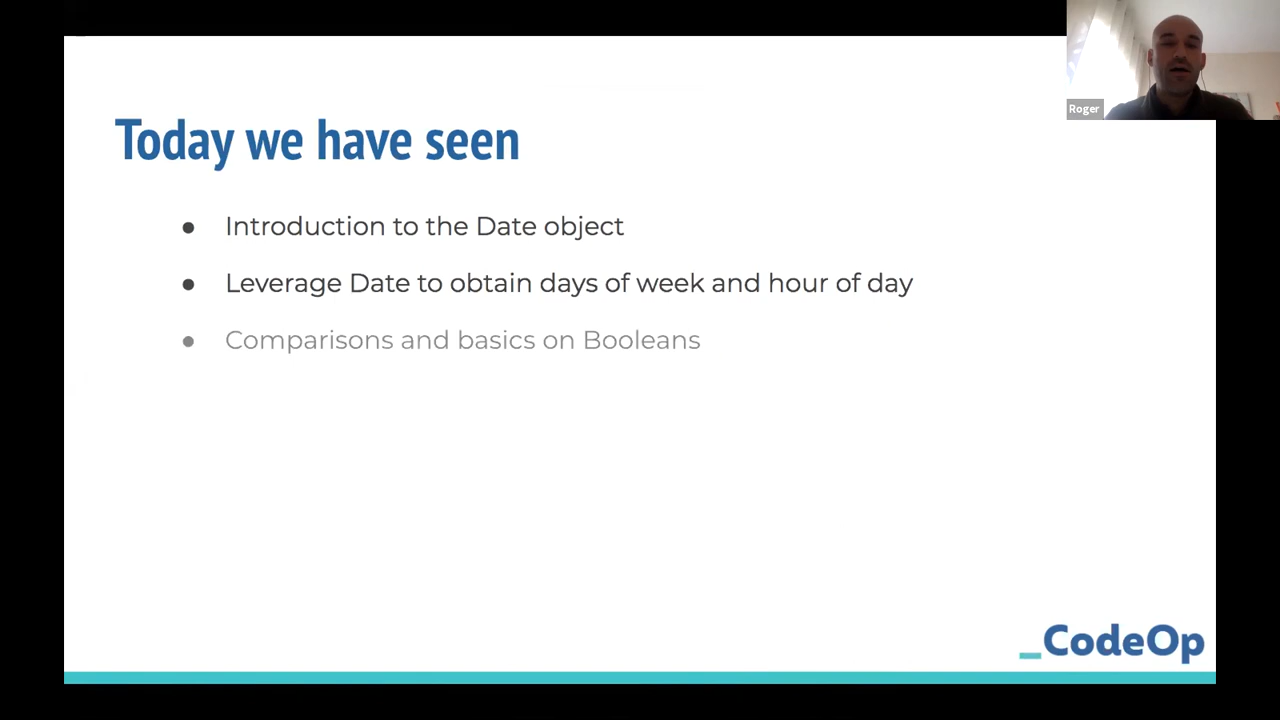 Roger
Today we have seen
● Introduction to the Date object
● Leverage Date to obtain days of week and hour of day
● Comparisons and basics on Booleans
_CodeOp